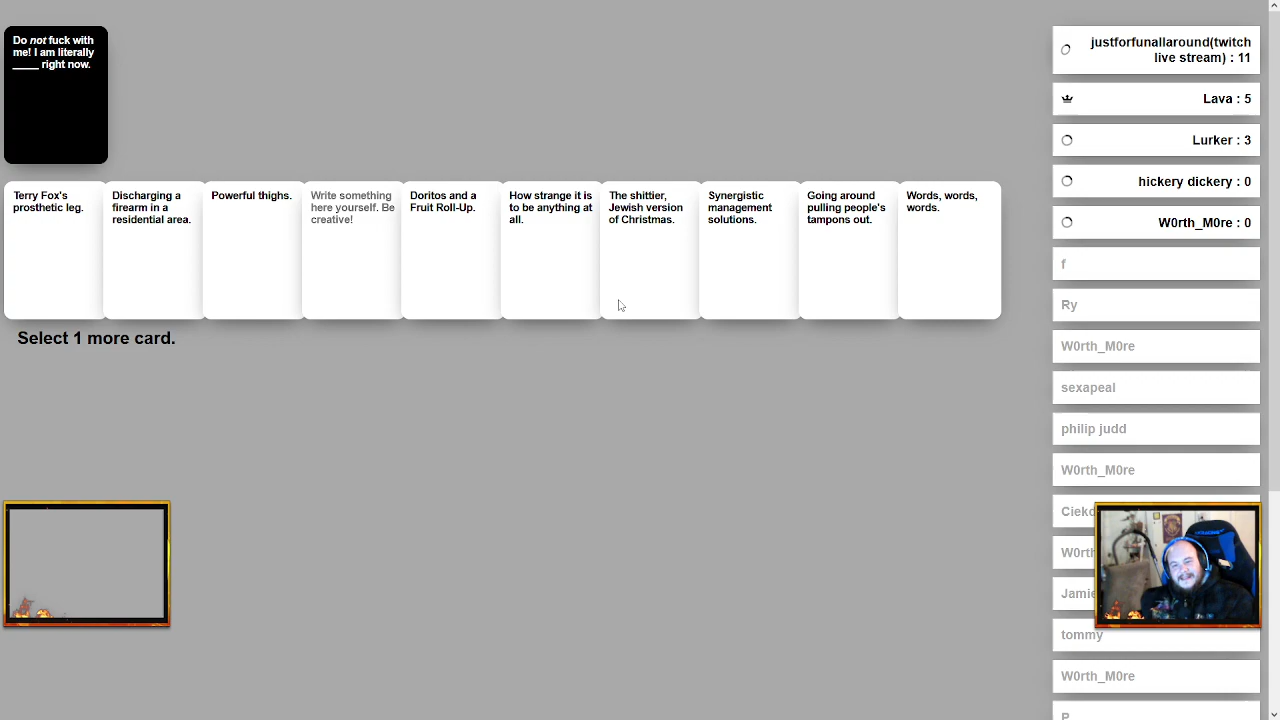 Do not fuck with
me! I am literally
_____ right now.
Terry Fox's
prosthetic leg.
Discharging a
firearm in a
residential area.
Powerful thighs.
Write something
here yourself. Be
creative!
Doritos and a
Fruit Roll-Up.
How strange it is
to be anything at
all.
The shittier,
Jewish version
of Christmas.
Synergistic
management
solutions.
Going around
pulling people's
tampons out.
Words, words,
words.
Select 1 more card.
justforfunallaround(twitch
live stream) : 11
Lava : 5
Lurker : 3
hickery dickery : 0
W0rth_M0re : 0
f
Ry
W0rth_M0re
sexapeal
philip judd
W0rth_M0re
Jamie
tommy
W0rth_M0re
P